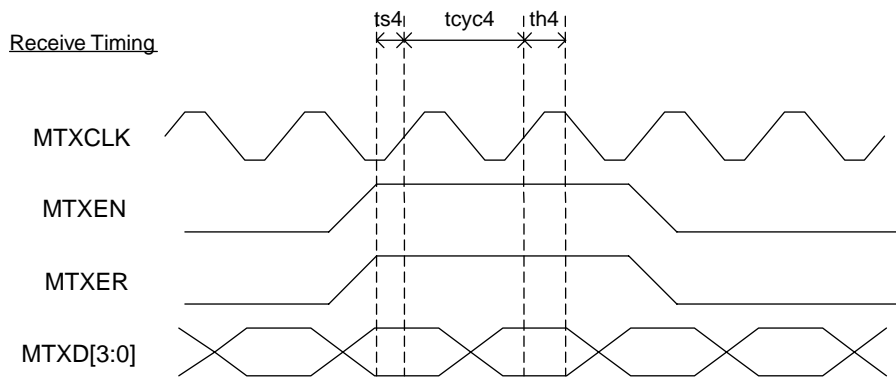 ts4 tcyc4 th4
Receive Timing
MTXCLK
MTXEN
MTXER
MTXD[3:0]